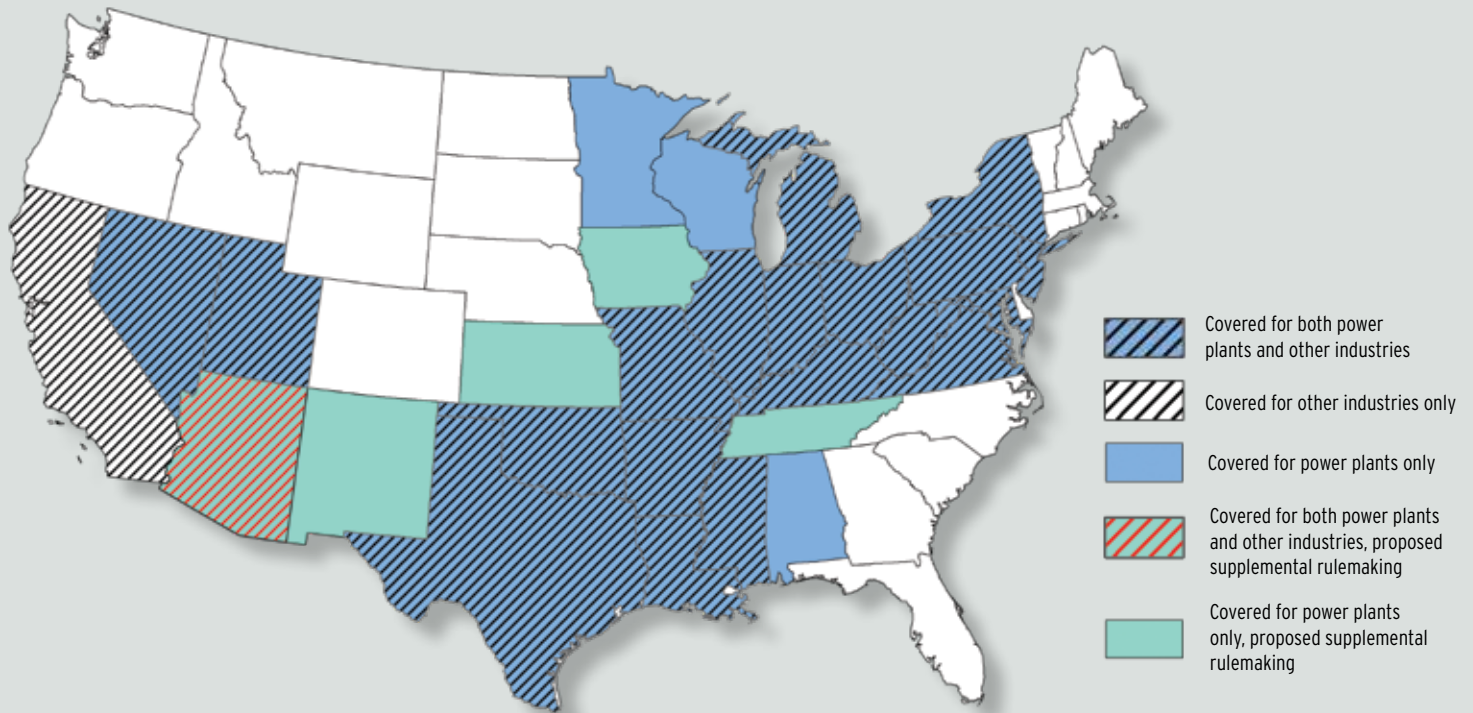 Covered for both power
plants and other industries
Covered for other industries only
Covered for power plants only
Covered for both power plants
and other industries, proposed
supplemental rulemaking
Covered for power plants
only, proposed supplemental
rulemaking